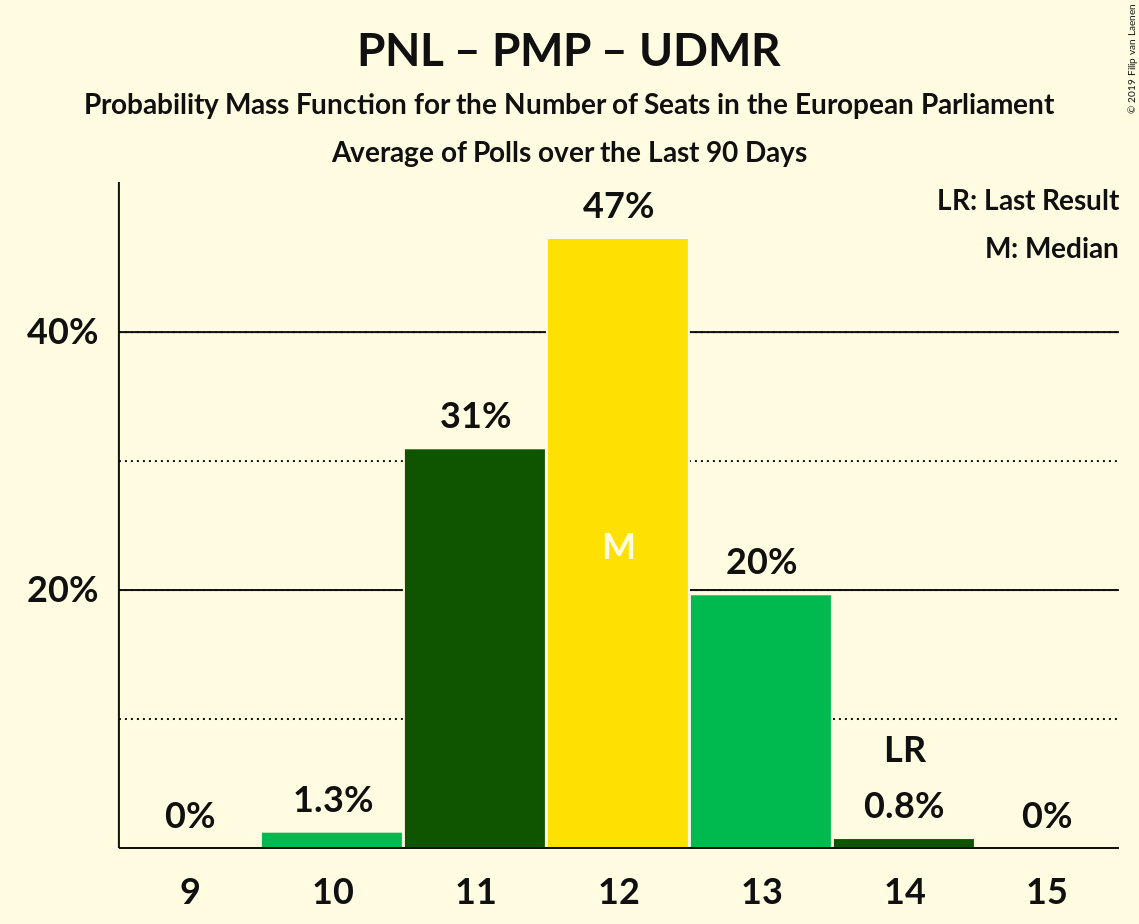 PNL – PMP – UDMR
Probability Mass Function for the Number of Seats in the European Parliament
Average of Polls over the Last 90 Days
© 2019 Filip van Laenen
LR: Last Result
M: Median
47%
40%
31%
M
20%
20%
LR
1.3%
0.8%
0%
0%
9 10 11 12 13 14 15